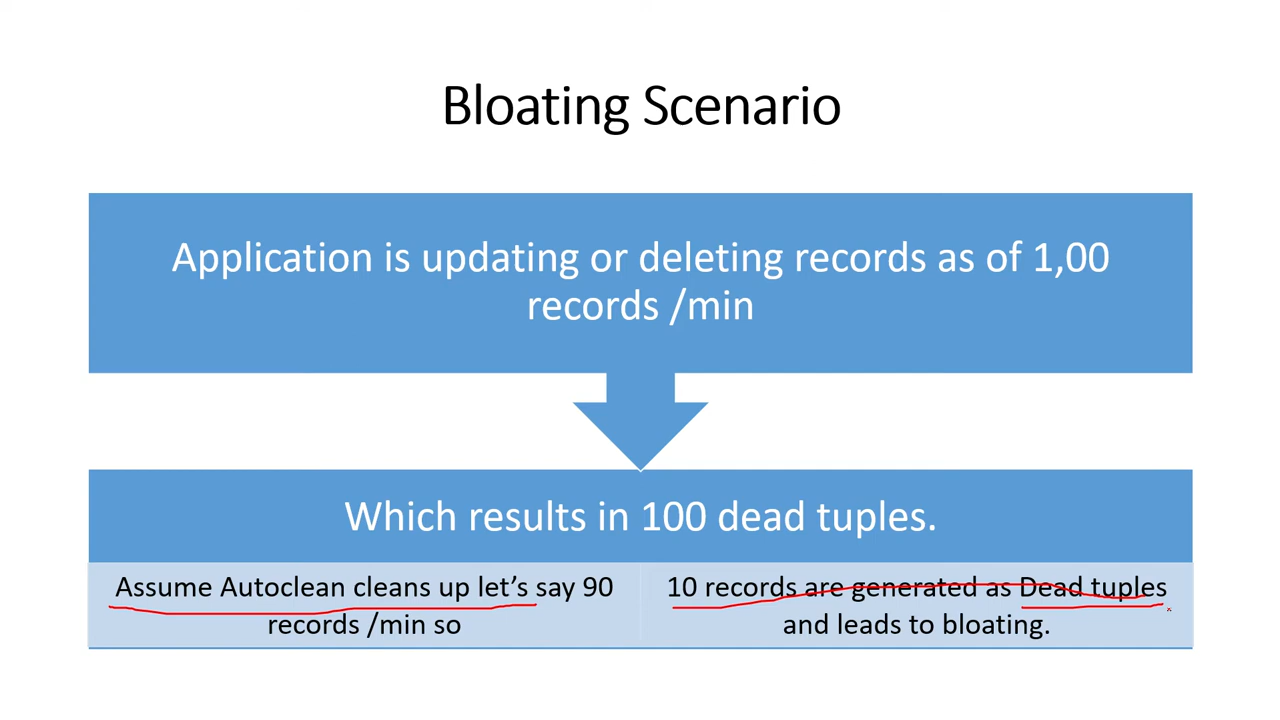 Bloating Scenario
Application is updating or deleting records as of 1,00
records /min
Which results in 100 dead tuples.
Assume Autoclean cleans up let's say 90
records /min so
10 records are generated as Dead tuples
and leads to bloating.